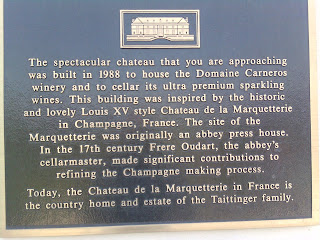 The spectacular chateau that you are approaching
was built in 1988 to house the Domaine Carneros
winery and to cellar its ultra premium sparkling
wines. This building was inspired by the historic
and lovely Louis XV style Chateau de la Marquetterie
in Champagne, France. The site of the
Marquetterie was originally an abbey press house.
In the 17th century Frere Oudart, the abbey's
cellarmaster, made significant contributions to
refining the Champagne making process.
Today, the Chateau de la Marquetterie in France is
the country home and estate of the Taittinger family.